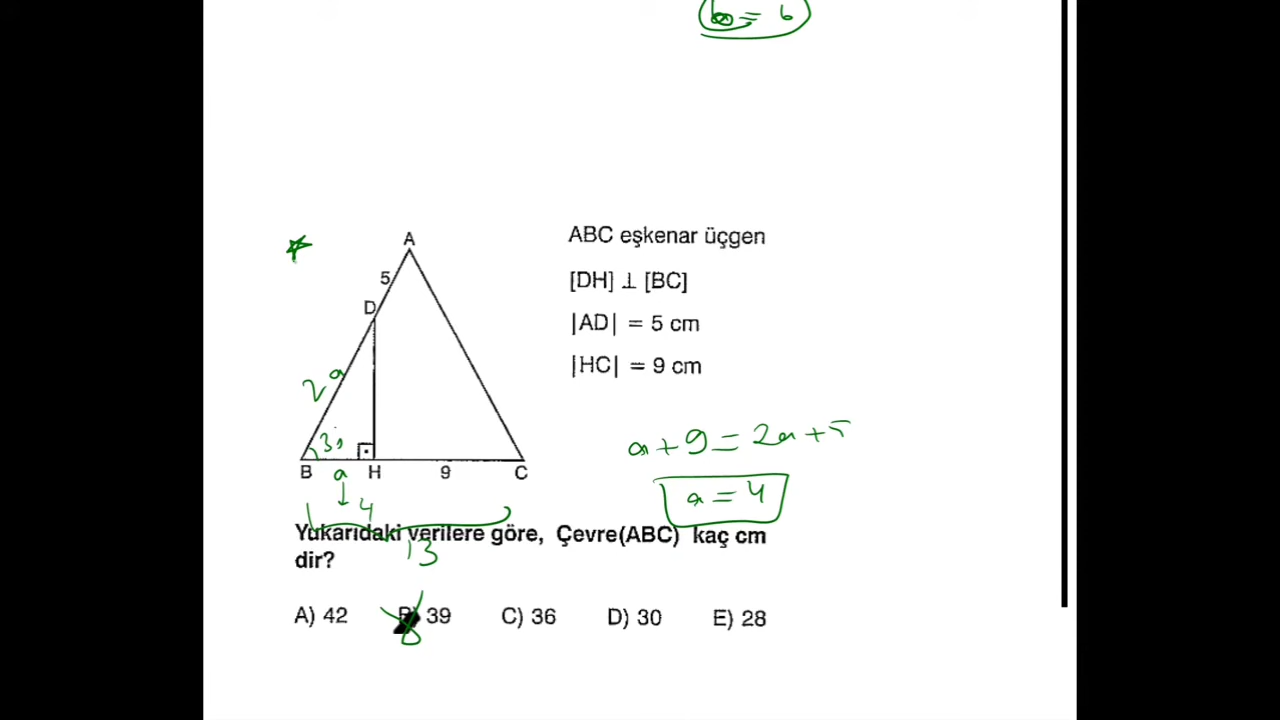 b = 6
A
5
D
2a
B
H
9
C
a
4
13
ABC eşkenar üçgen
[DH] ⊥ [BC]
|AD| = 5 cm
|HC| = 9 cm
a + 9 = 2a + 5
a = 4
Yukarıdaki verilere göre, Çevre(ABC) kaç cm
dir?
A) 42 B) 39 C) 36 D) 30 E) 28